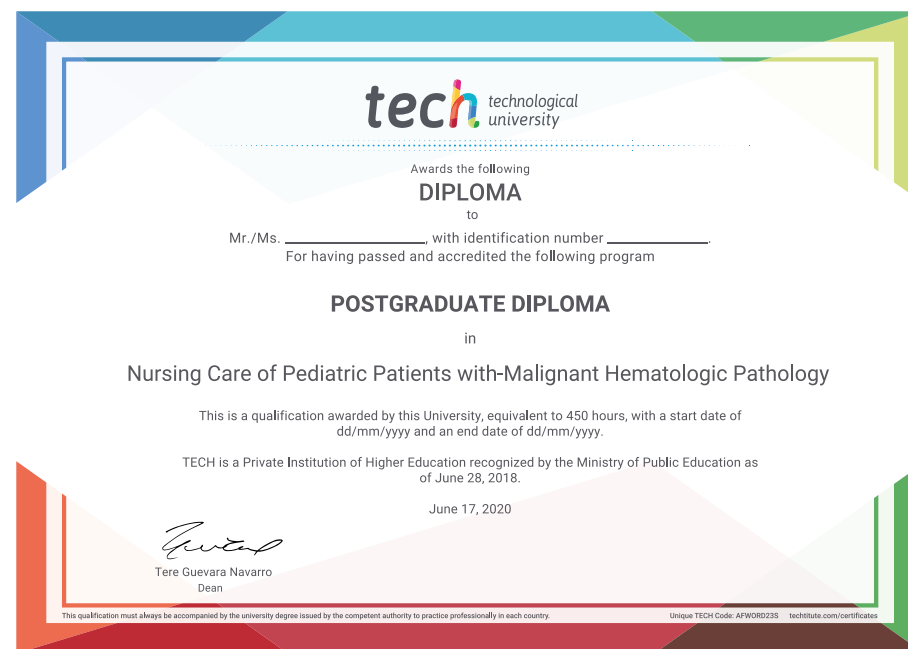 tech technological
university
Awards the following
DIPLOMA
to
Mr./Ms. ____________________, with identification number ______________.
For having passed and accredited the following program
POSTGRADUATE DIPLOMA
in
Nursing Care of Pediatric Patients with-Malignant Hematologic Pathology
This is a qualification awarded by this University, equivalent to 450 hours, with a start date of
dd/mm/yyyy and an end date of dd/mm/yyyy.
TECH is a Private Institution of Higher Education recognized by the Ministry of Public Education as
of June 28, 2018.
June 17, 2020
Tere Guevara Navarro
Dean
This qualification must always be accompanied by the university degree issued by the competent authority to practice professionally in each country. Unique TECH Code: AFWORD23S techtitute.com/certificates